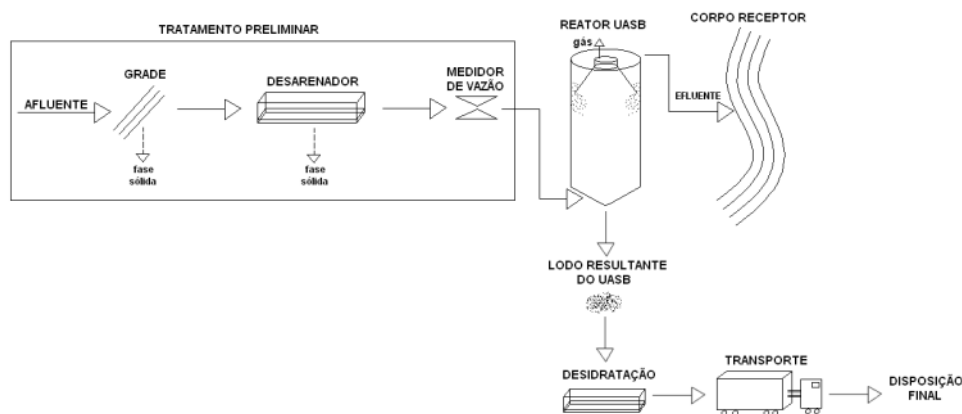 TRATAMENTO PRELIMINAR
GRADE
AFLUENTE
fase
sólida
DESARENADOR
fase
sólida
MEDIDOR
DE VAZÃO
REATOR UASB
gás
EFLUENTE
CORPO RECEPTOR
LODO RESULTANTE
DO UASB
DESIDRATAÇÃO
TRANSPORTE
DISPOSIÇÃO
FINAL